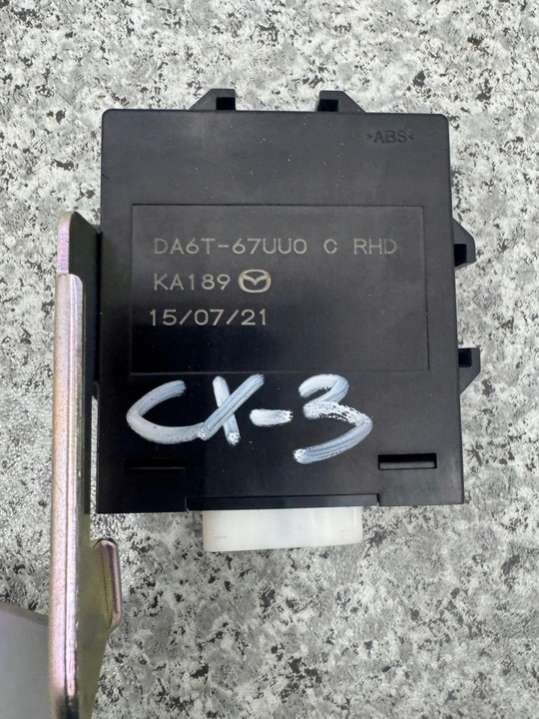 >ABS<
DA6T-67UU0 C RHD
KA189
15/07/21
CX-3